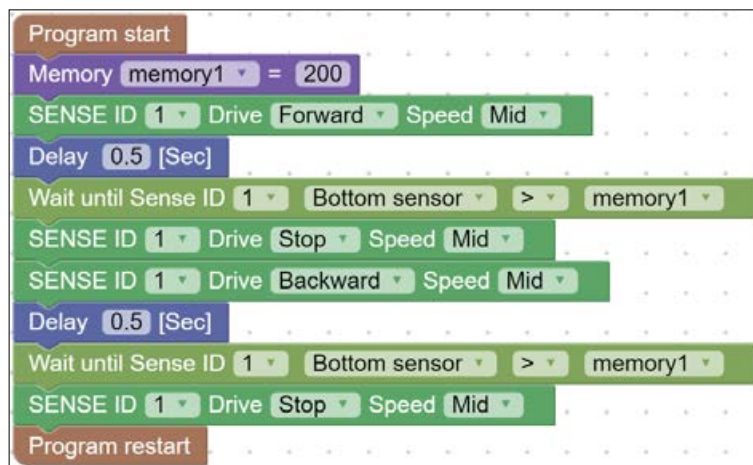 Program start
Memory memory1 = 200
SENSE ID 1 Drive Forward Speed Mid
Delay 0.5 [Sec]
Wait until Sense ID 1 Bottom sensor > memory1
SENSE ID 1 Drive Stop Speed Mid
SENSE ID 1 Drive Backward Speed Mid
Delay 0.5 [Sec]
Wait until Sense ID 1 Bottom sensor > memory1
SENSE ID 1 Drive Stop Speed Mid
Program restart